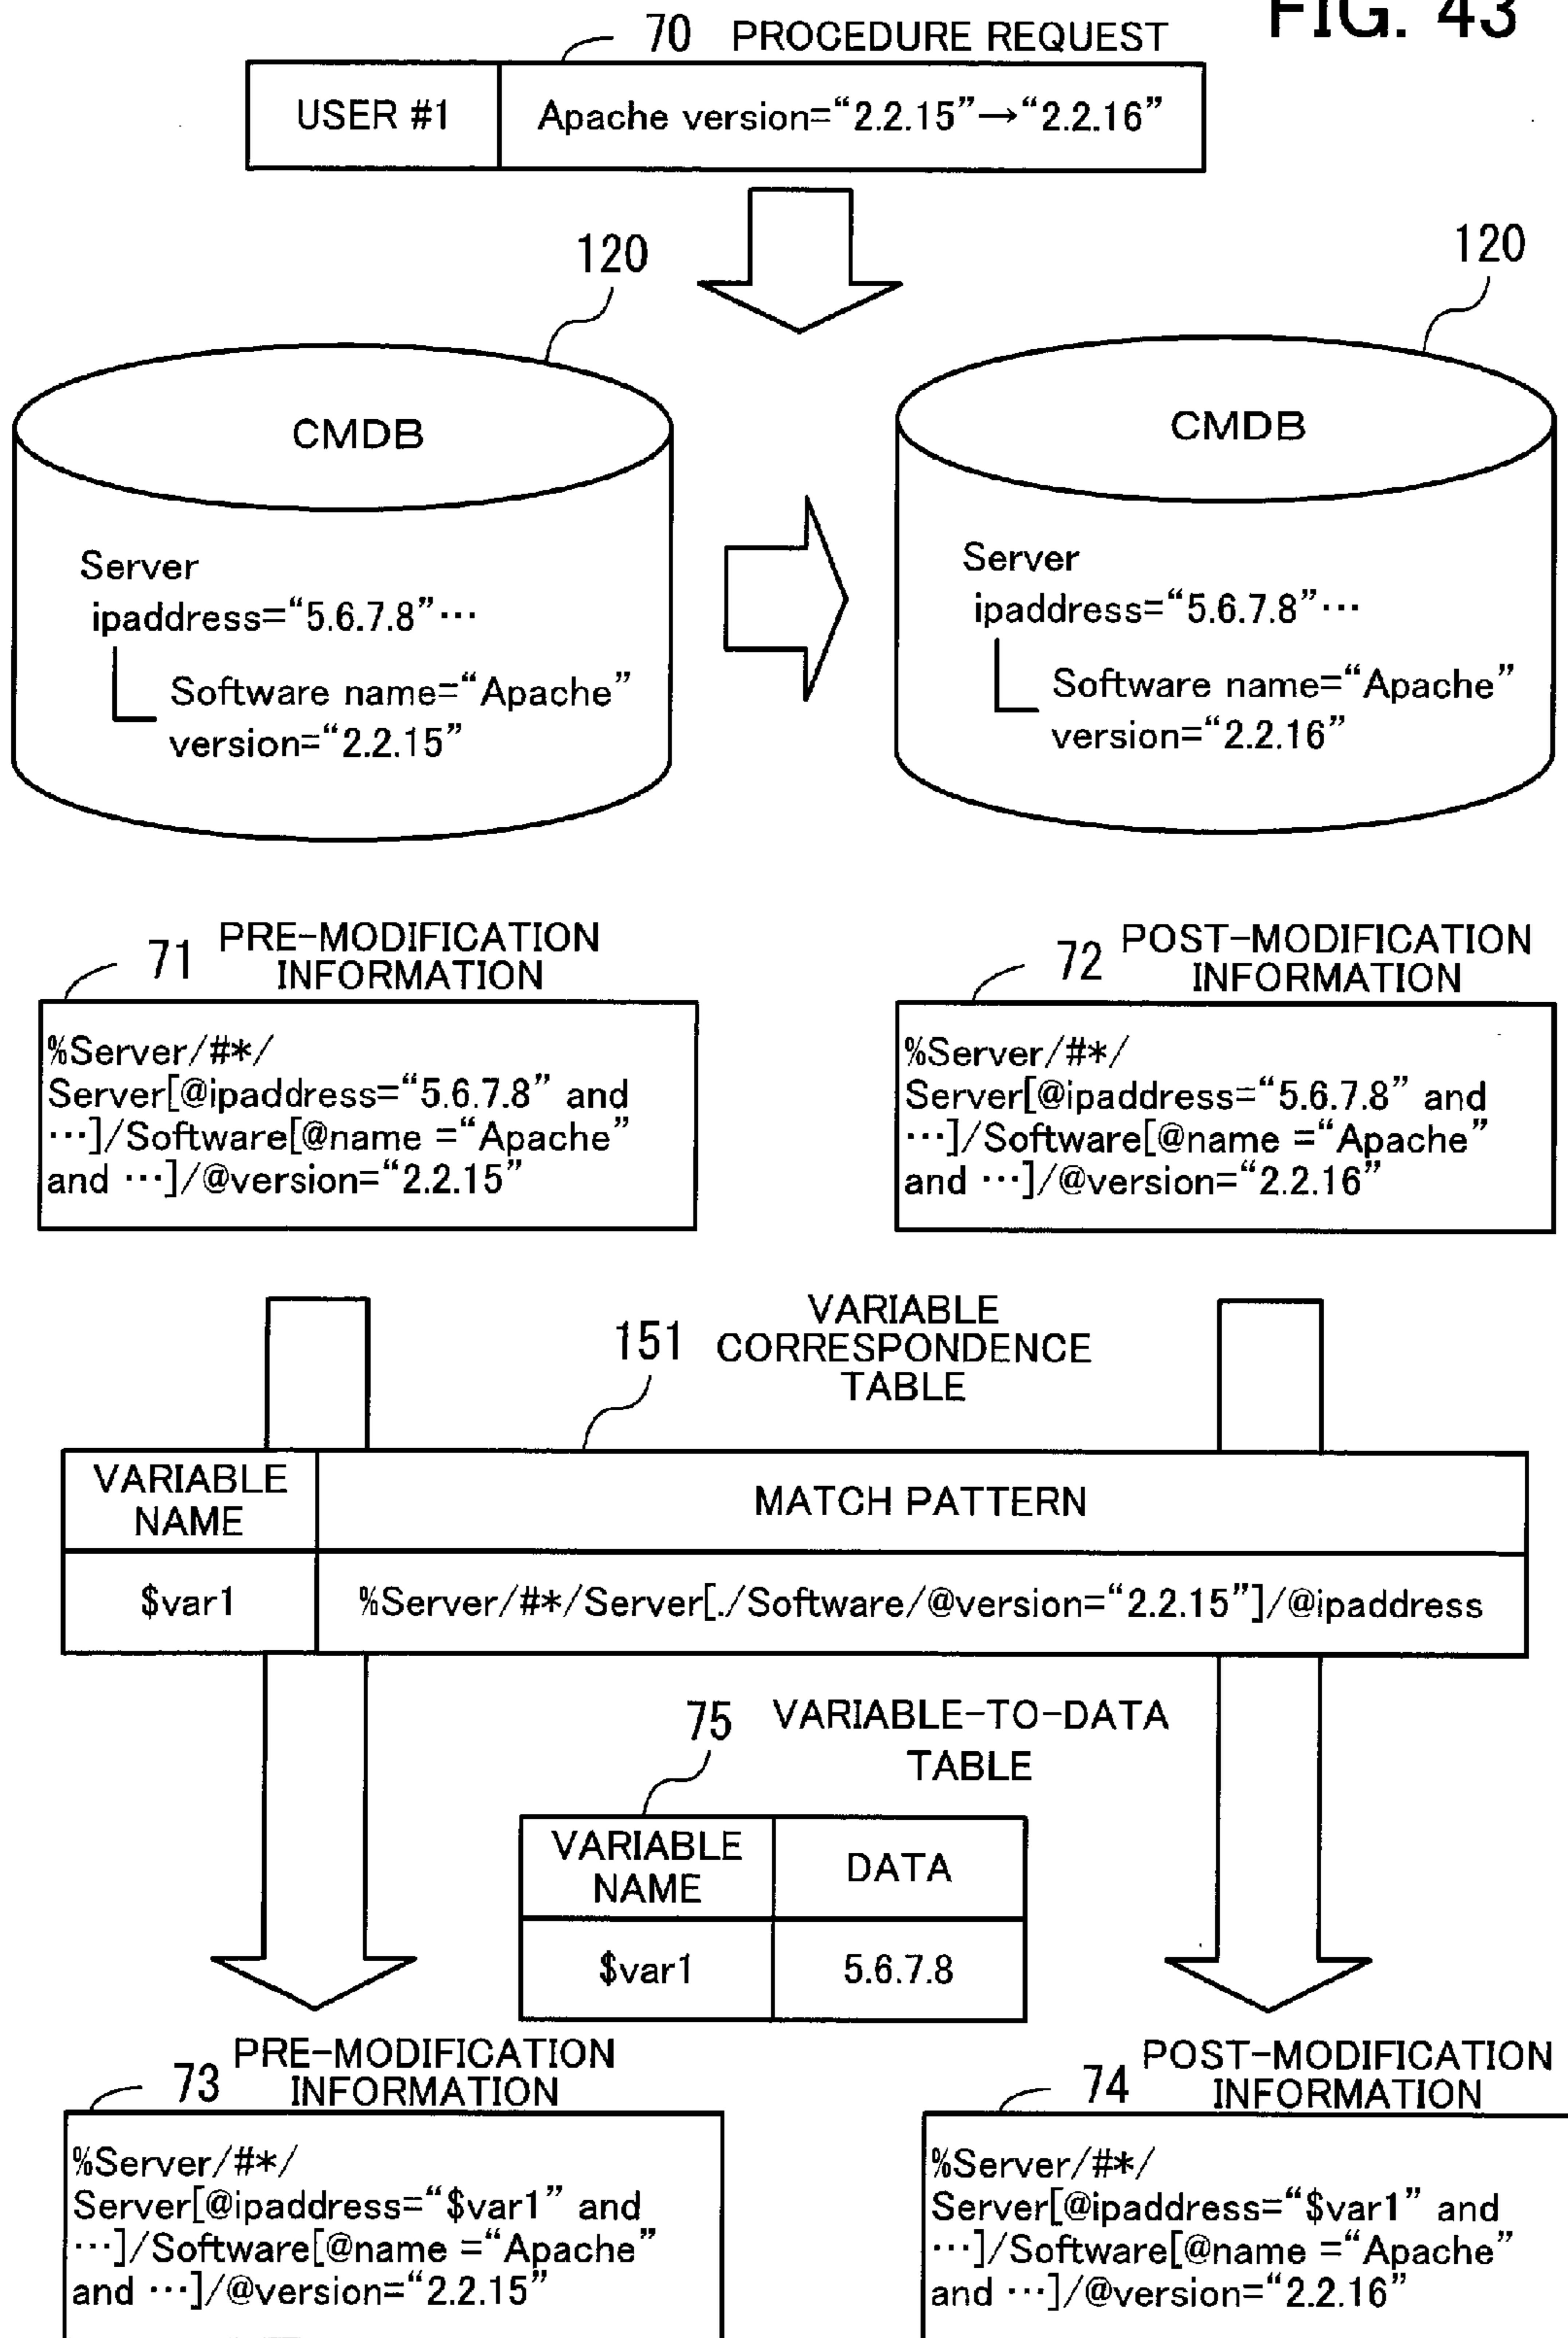 FIG. 43
70 PROCEDURE REQUEST
USER #1 Apache version=“2.2.15”→“2.2.16”
120
120
CMDB
Server
ipaddress=“5.6.7.8”…
Software name=“Apache”
version=“2.2.15”
CMDB
Server
ipaddress=“5.6.7.8”…
Software name=“Apache”
version=“2.2.16”
71 PRE-MODIFICATION
INFORMATION
%Server/#*/
Server[@ipaddress=“5.6.7.8” and
…]/Software[@name =“Apache”
and …]/@version=“2.2.15”
72 POST-MODIFICATION
INFORMATION
%Server/#*/
Server[@ipaddress=“5.6.7.8” and
…]/Software[@name =“Apache”
and …]/@version=“2.2.16”
151 VARIABLE
CORRESPONDENCE
TABLE
VARIABLE
NAME
MATCH PATTERN
$var1 %Server/#*/Server[./Software/@version=“2.2.15”]/@ipaddress
75 VARIABLE-TO-DATA
TABLE
VARIABLE
NAME
DATA
$var1 5.6.7.8
73 PRE-MODIFICATION
INFORMATION
%Server/#*/
Server[@ipaddress=“$var1” and
…]/Software[@name =“Apache”
and …]/@version=“2.2.15”
74 POST-MODIFICATION
INFORMATION
%Server/#*/
Server[@ipaddress=“$var1” and
…]/Software[@name =“Apache”
and …]/@version=“2.2.16”